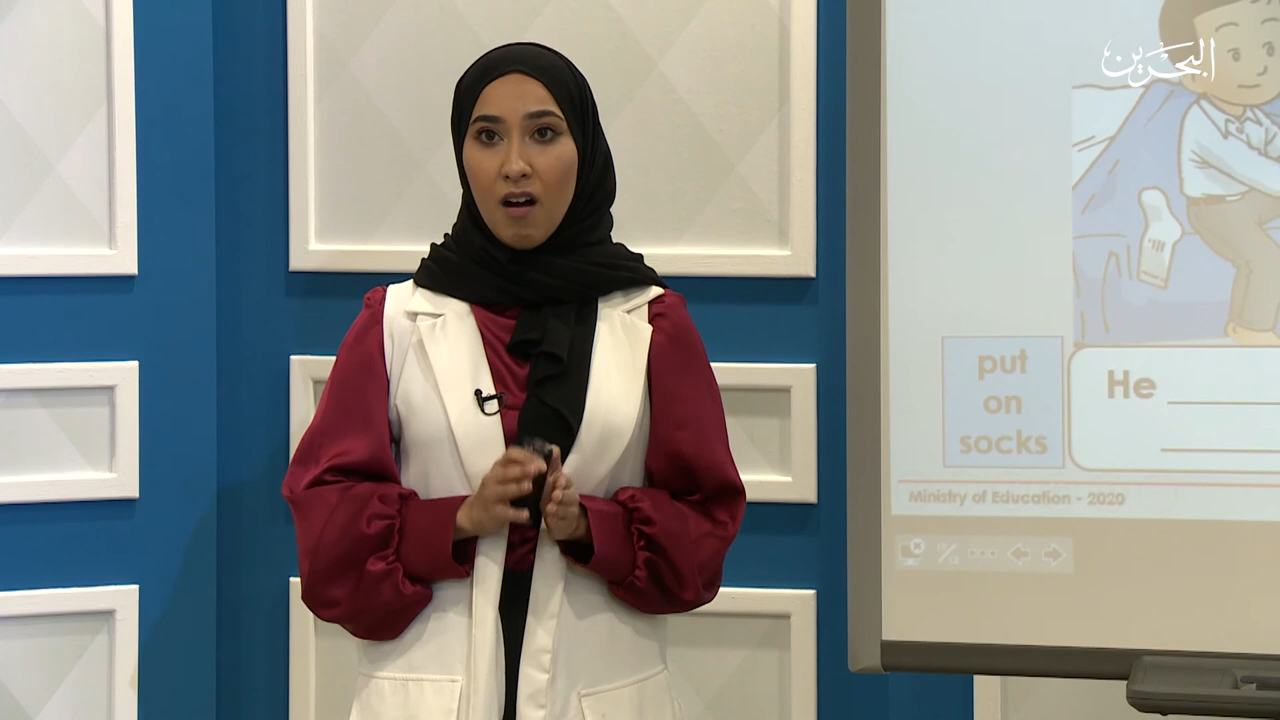 البحرين
put
on
socks
He
Ministry of Education - 2020